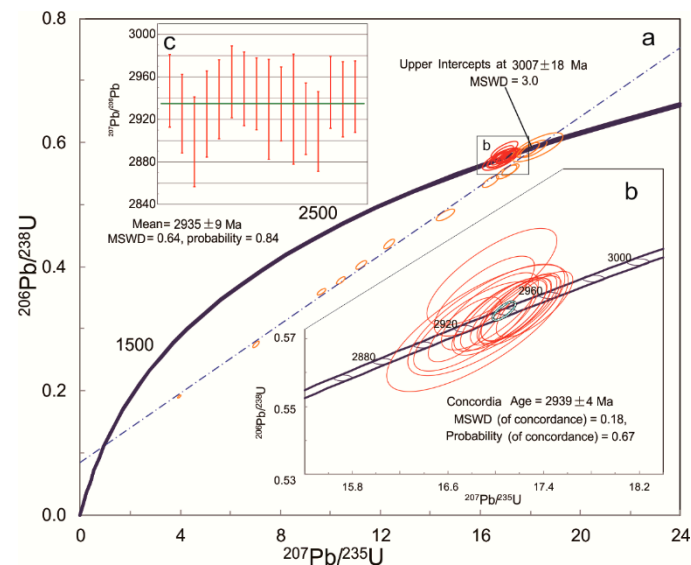 0.8
0.6
0.4
0.2
0.0
0
4
8
12
16
20
24
206Pb/238U
207Pb/235U
a
Upper Intercepts at 3007±18 Ma
MSWD = 3.0
1500
2500
b
c
3000
2960
2920
2880
2840
207Pb/206Pb
Mean= 2935±9 Ma
MSWD= 0.64, probability = 0.84
b
0.57
0.55
0.53
206Pb/238U
15.8
16.6
17.4
18.2
207Pb/235U
2880
2920
2960
3000
Concordia Age = 2939±4 Ma
MSWD (of concordance) = 0.18,
Probability (of concordance) = 0.67